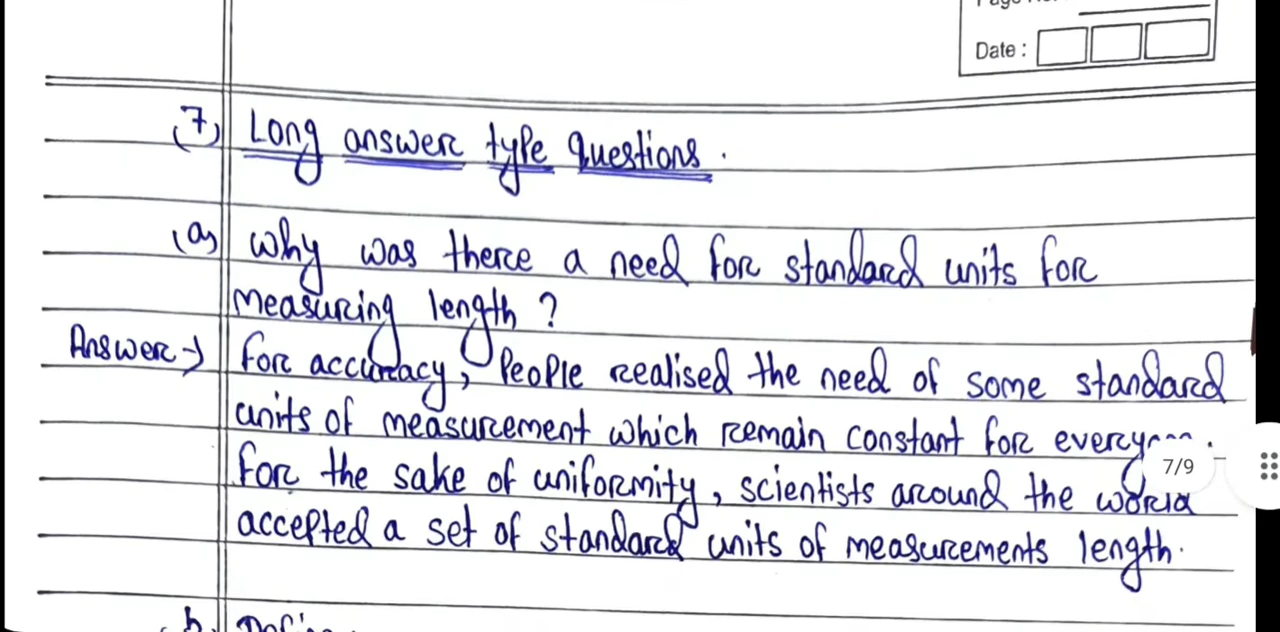 Date :
(7) Long answer type questions.
(a) Why was there a need for standard units for
measuring length ?
Answer→ For accuracy, People realised the need of some standard
units of measurement which remain constant for
7/9
For the sake of uniformity, scientists around the world
accepted a set of standard units of measurements length.
b.